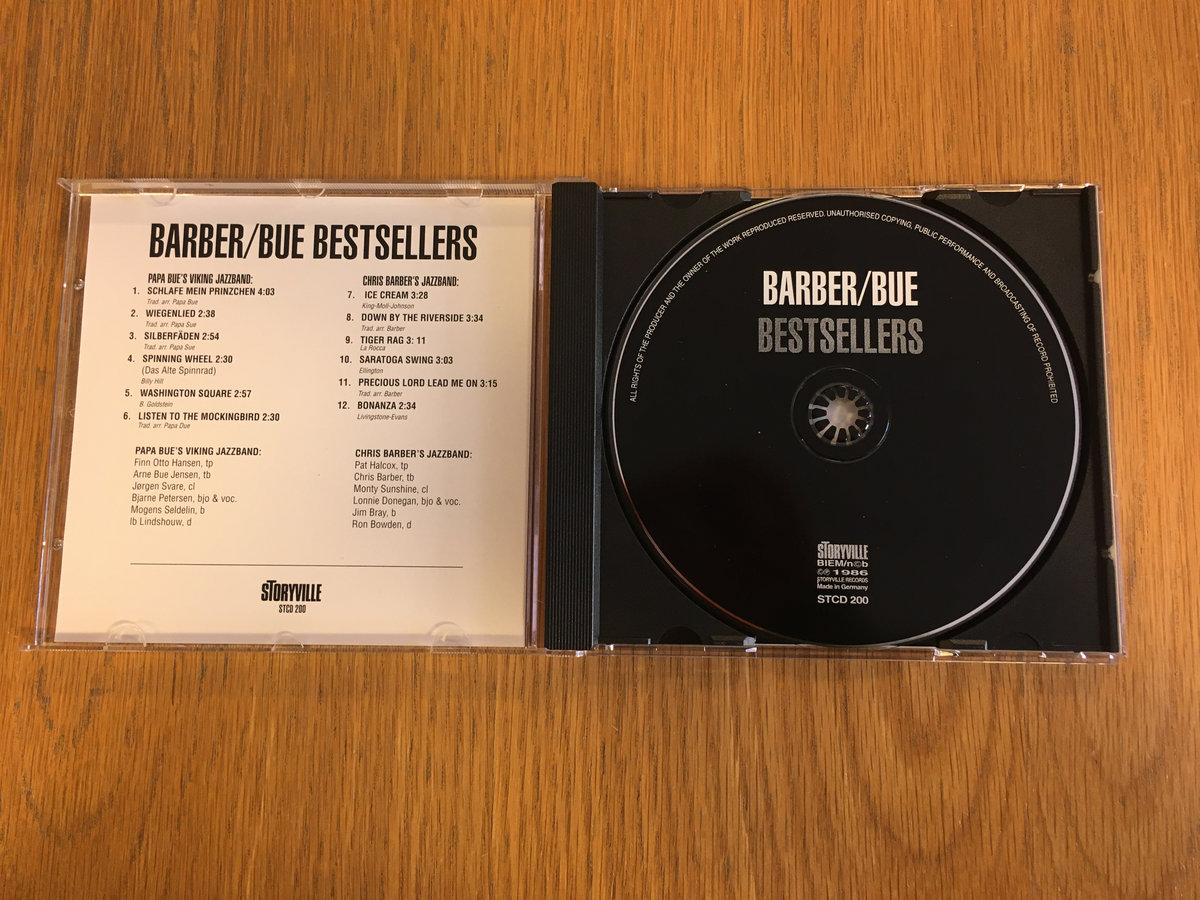 BARBER/BUE BESTSELLERS
PAPA BUE'S VIKING JAZZBAND:
1. SCHLAFE MEIN PRINZCHEN 4:03
Trad. arr. Papa Bue
2. WIEGENLIED 2:38
Trad. arr. Papa Sue
3. SILBERFÄDEN 2:54
Trad. arr. Papa Sue
4. SPINNING WHEEL 2:30
(Das Alte Spinnrad)
Billy Hill
5. WASHINGTON SQUARE 2:57
B. Goldstein
6. LISTEN TO THE MOCKINGBIRD 2:30
Trad. arr. Papa Due
CHRIS BARBER'S JAZZBAND:
7. ICE CREAM 3:28
King-Moll-Johnson
8. DOWN BY THE RIVERSIDE 3:34
Trad. arr. Barber
9. TIGER RAG 3: 11
La Rocca
10. SARATOGA SWING 3:03
Ellington
11. PRECIOUS LORD LEAD ME ON 3:15
Trad. arr. Barber
12. BONANZA 2:34
Livingstone-Evans
PAPA BUE'S VIKING JAZZBAND:
Finn Otto Hansen, tp
Arne Bue Jensen, tb
Jørgen Svare, cl
Bjarne Petersen, bjo & voc.
Mogens Seldelin, b
Ib Lindshouw, d
CHRIS BARBER'S JAZZBAND:
Pat Halcox, tp
Chris Barber, tb
Monty Sunshine, cl
Lonnie Donegan, bjo & voc.
Jim Bray, b
Ron Bowden, d
STORYVILLE
STCD 200
ALL RIGHTS OF THE PRODUCER AND THE OWNER OF THE WORK REPRODUCED RESERVED. UNAUTHORISED COPYING, PUBLIC PERFORMANCE AND BROADCASTING OF RECORD PROHIBITED
BARBER/BUE
BESTSELLERS
STORYVILLE
BIEM/n©b
©℗ 1986
STORYVILLE RECORDS
Made in Germany
STCD 200